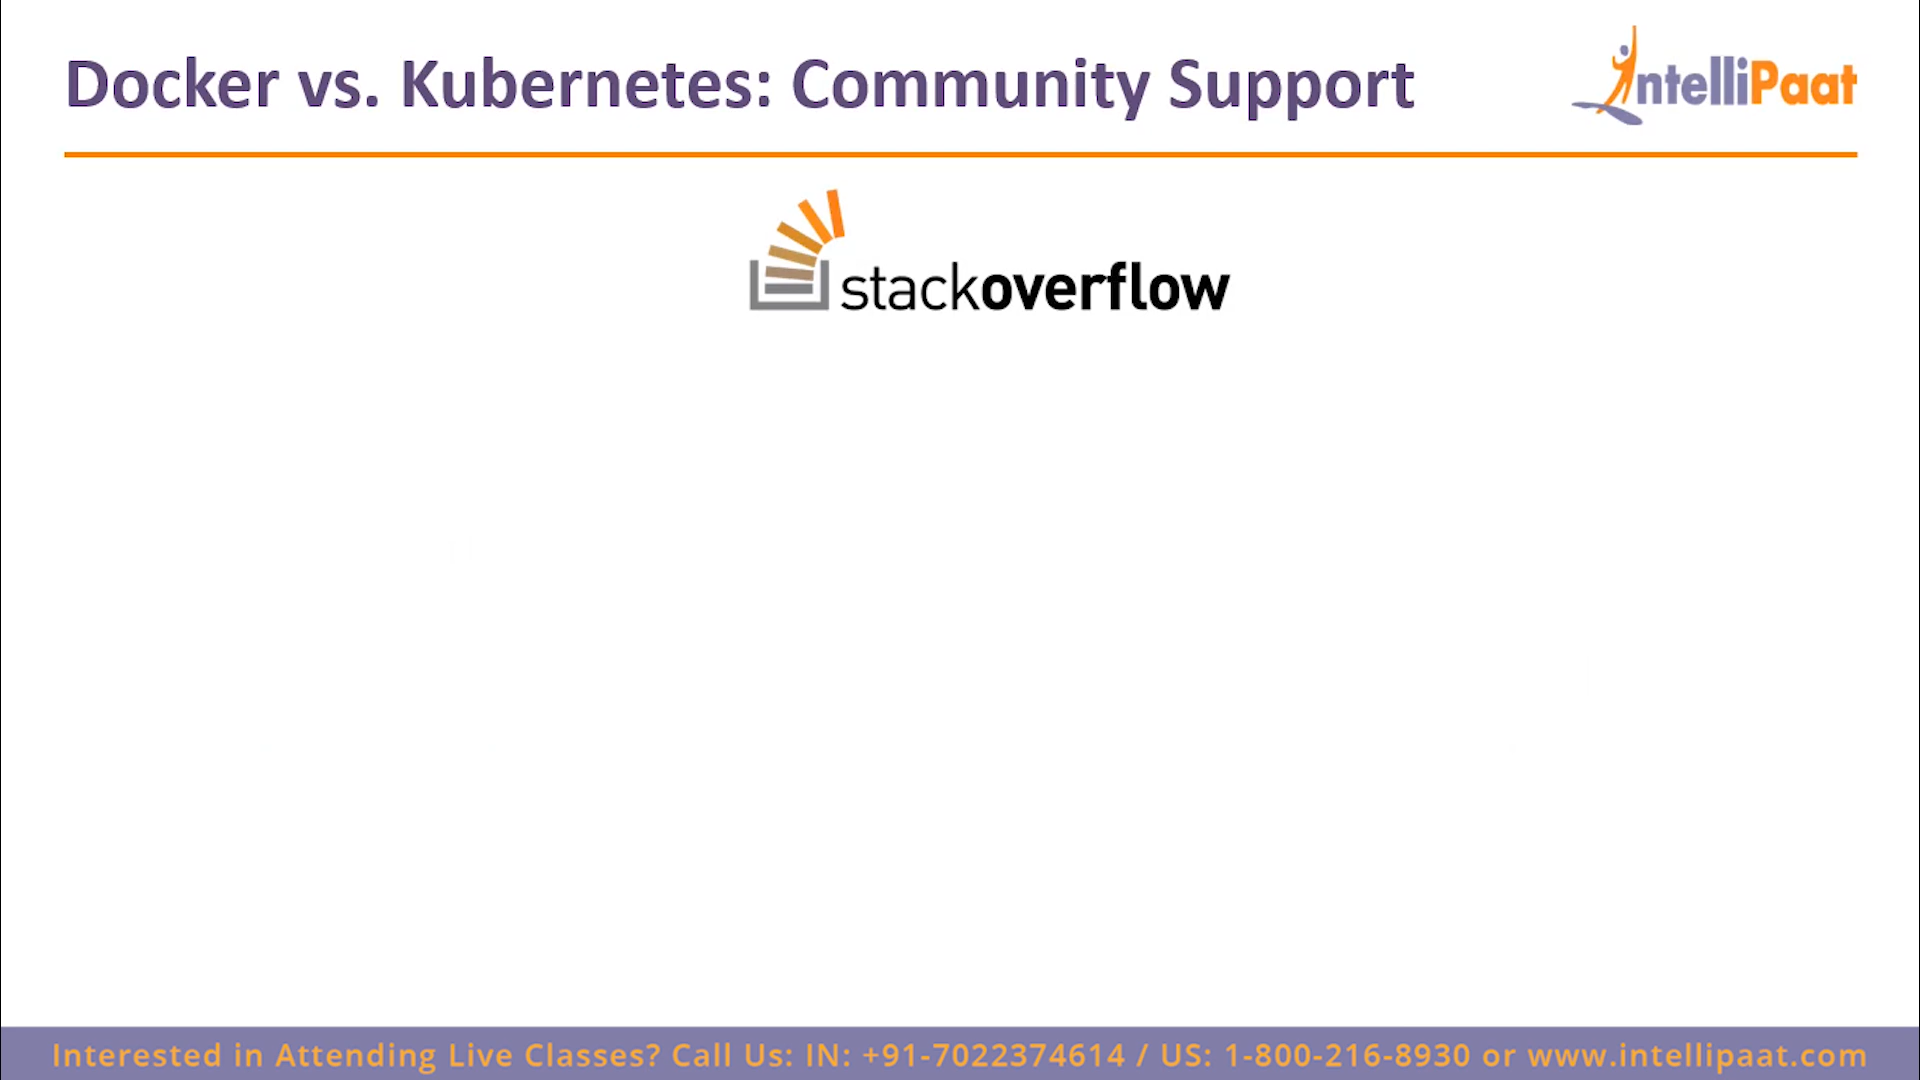 Docker vs. Kubernetes: Community Support
IntelliPaat
stackoverflow
Interested in Attending Live Classes? Call Us: IN: +91-7022374614 / US: 1-800-216-8930 or www.intellipaat.com